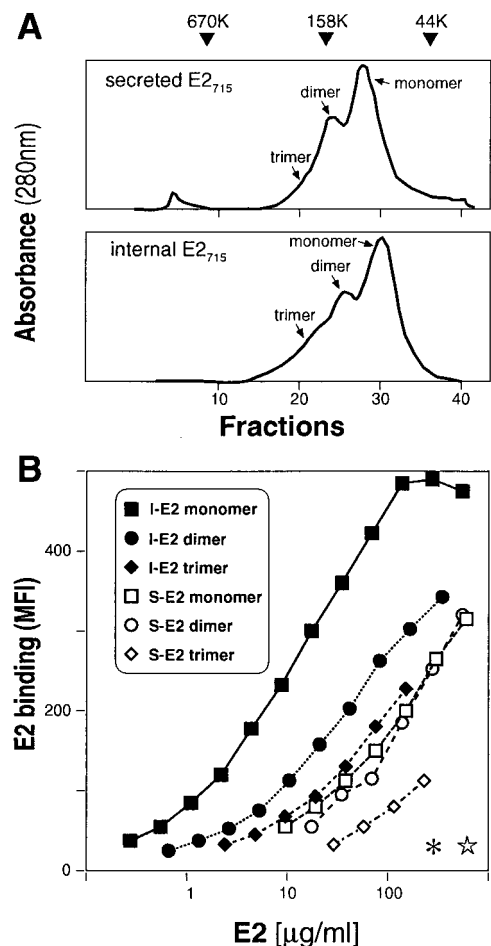 A
670K 158K 44K
secreted E2₇₁₅
trimer
dimer
monomer
internal E2₇₁₅
trimer
dimer
monomer
Absorbance (280nm)
10 20 30 40
Fractions
B
I-E2 monomer
I-E2 dimer
I-E2 trimer
S-E2 monomer
S-E2 dimer
S-E2 trimer
E2 binding (MFI)
400
200
0
1 10 100
E2 [μg/ml]